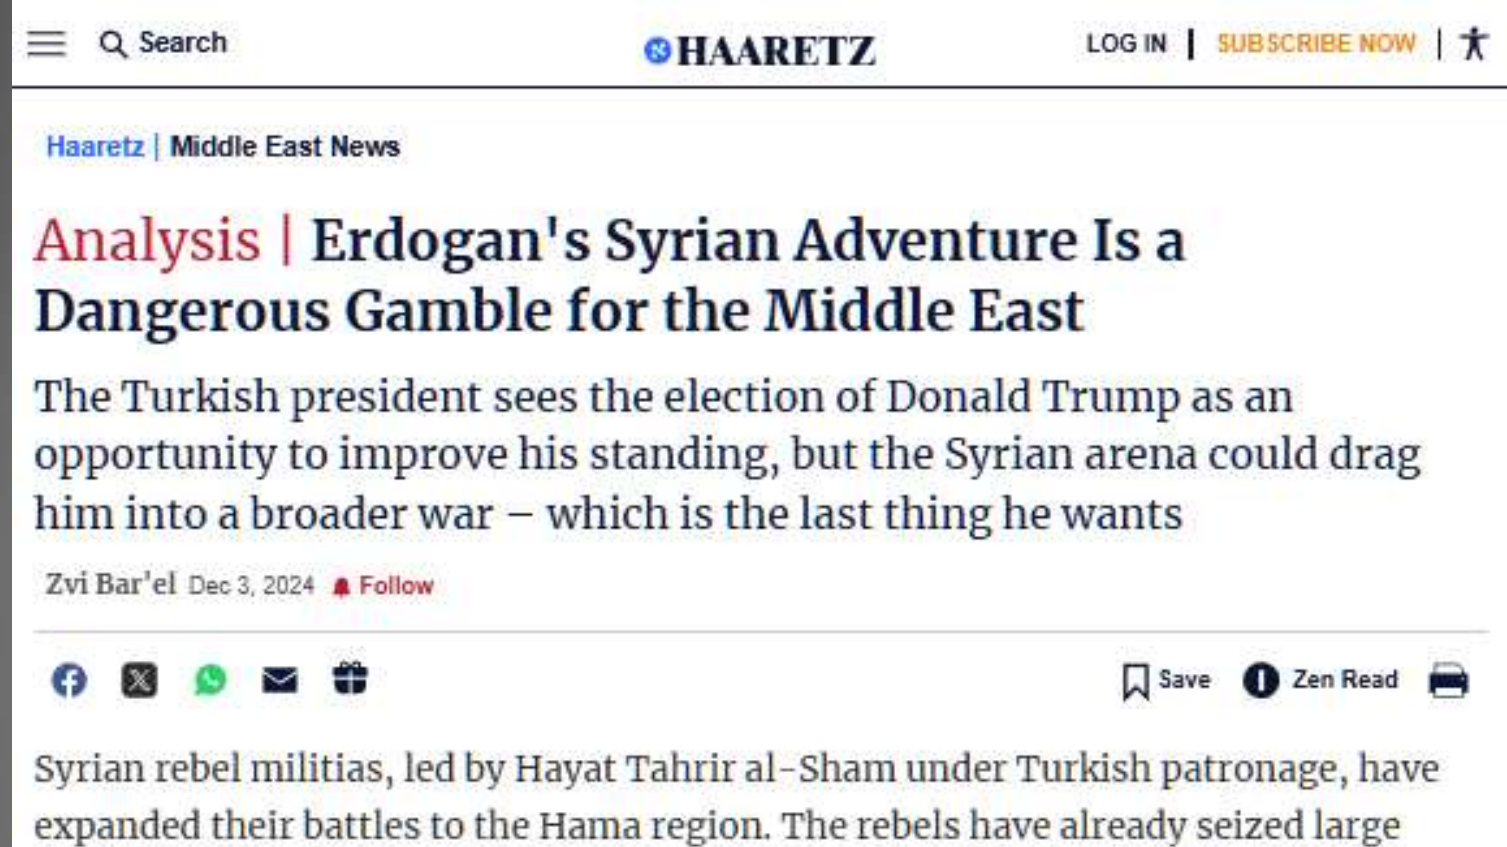 Search
HAARETZ
LOG IN | SUBSCRIBE NOW |
Haaretz | Middle East News
Analysis | Erdogan's Syrian Adventure Is a
Dangerous Gamble for the Middle East
The Turkish president sees the election of Donald Trump as an
opportunity to improve his standing, but the Syrian arena could drag
him into a broader war – which is the last thing he wants
Zvi Bar'el Dec 3, 2024 Follow
Save Zen Read
Syrian rebel militias, led by Hayat Tahrir al-Sham under Turkish patronage, have
expanded their battles to the Hama region. The rebels have already seized large